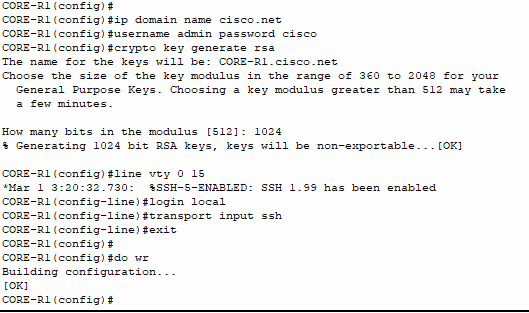 CORE-R1(config)#
CORE-R1(config)#ip domain name cisco.net
CORE-R1(config)#username admin password cisco
CORE-R1(config)#crypto key generate rsa
The name for the keys will be: CORE-R1.cisco.net
Choose the size of the key modulus in the range of 360 to 2048 for your
General Purpose Keys. Choosing a key modulus greater than 512 may take
a few minutes.
How many bits in the modulus [512]: 1024
% Generating 1024 bit RSA keys, keys will be non-exportable...[OK]
CORE-R1(config)#line vty 0 15
*Mar 1 3:20:32.730: %SSH-5-ENABLED: SSH 1.99 has been enabled
CORE-R1(config-line)#login local
CORE-R1(config-line)#transport input ssh
CORE-R1(config-line)#exit
CORE-R1(config)#
CORE-R1(config)#do wr
Building configuration...
[OK]
CORE-R1(config)#